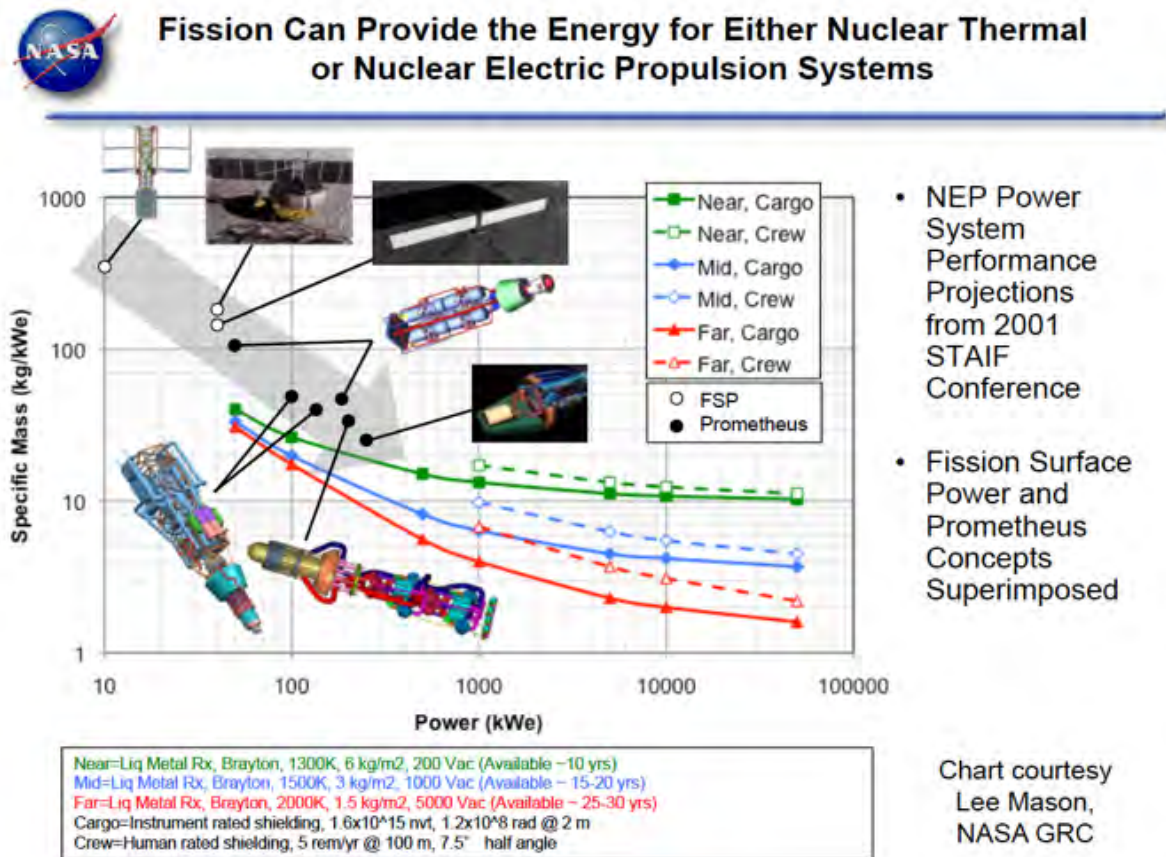 NASA
Fission Can Provide the Energy for Either Nuclear Thermal
or Nuclear Electric Propulsion Systems
1000
100
10
1
Specific Mass (kg/kWe)
10
100
1000
10000
100000
Power (kWe)
Near, Cargo
Near, Crew
Mid, Cargo
Mid, Crew
Far, Cargo
Far, Crew
FSP
Prometheus
• NEP Power
System
Performance
Projections
from 2001
STAIF
Conference
• Fission Surface
Power and
Prometheus
Concepts
Superimposed
Near=Liq Metal Rx, Brayton, 1300K, 6 kg/m2, 200 Vac (Available ~10 yrs)
Mid=Liq Metal Rx, Brayton, 1500K, 3 kg/m2, 1000 Vac (Available ~ 15-20 yrs)
Far=Liq Metal Rx, Brayton, 2000K, 1.5 kg/m2, 5000 Vac (Available ~ 25-30 yrs)
Cargo=Instrument rated shielding, 1.6x10^15 nvt, 1.2x10^8 rad @ 2 m
Crew=Human rated shielding, 5 rem/yr @ 100 m, 7.5° half angle
Chart courtesy
Lee Mason,
NASA GRC